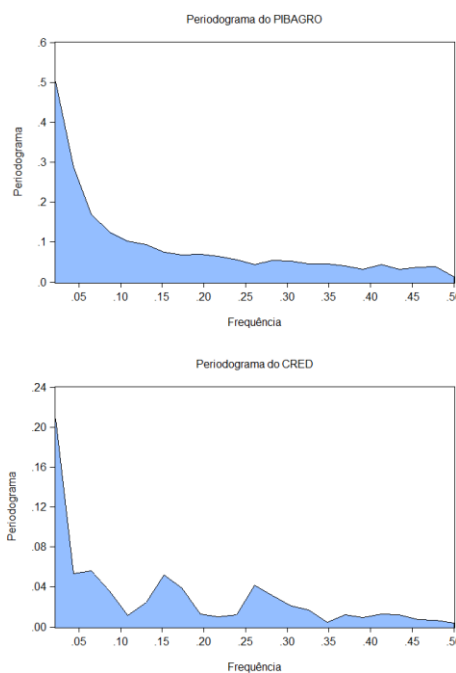 Periodograma do PIBAGRO
.6
.5
.4
.3
.2
.1
.0
Periodograma
.05 .10 .15 .20 .25 .30 .35 .40 .45 .50
Frequência
Periodograma do CRED
.24
.20
.16
.12
.08
.04
.00
Periodograma
.05 .10 .15 .20 .25 .30 .35 .40 .45 .50
Frequência